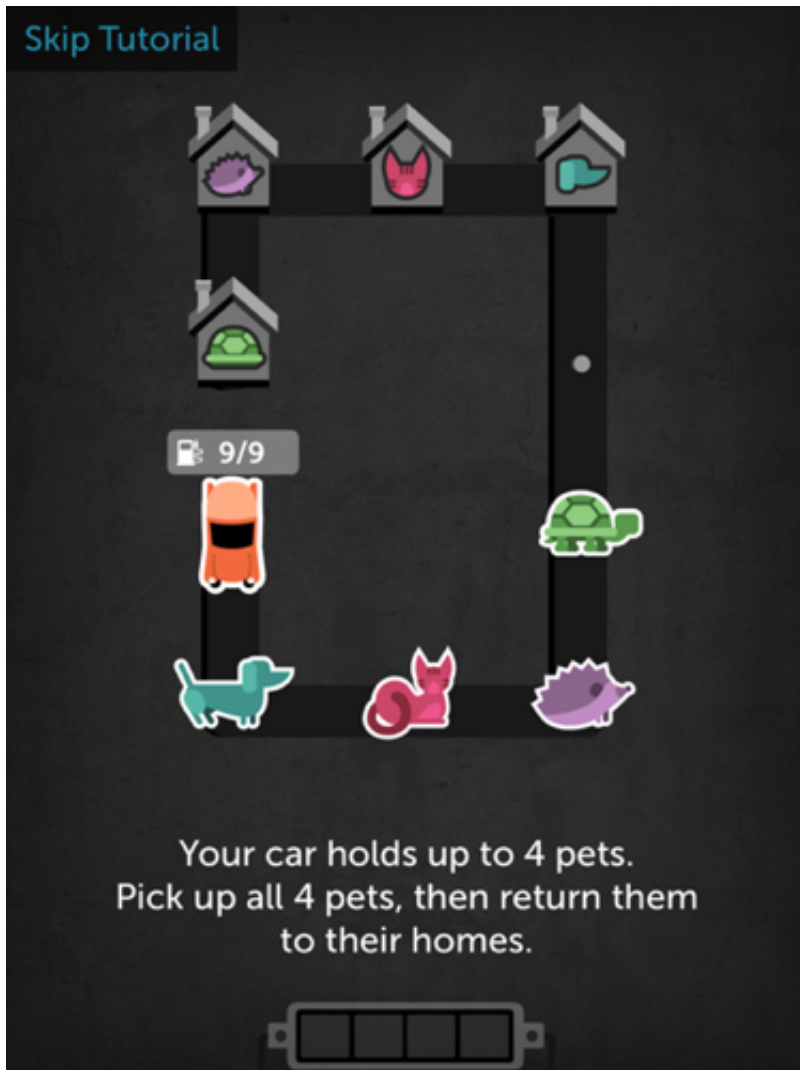 Skip Tutorial
9/9
Your car holds up to 4 pets.
Pick up all 4 pets, then return them
to their homes.